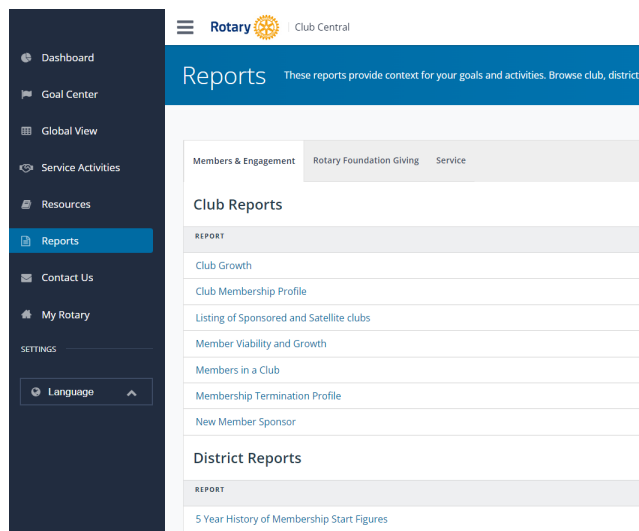 Rotary Club Central
Dashboard
Goal Center
Global View
Service Activities
Resources
Reports
Contact Us
My Rotary
SETTINGS
Language
Reports These reports provide context for your goals and activities. Browse club, district
Members & Engagement Rotary Foundation Giving Service
Club Reports
REPORT
Club Growth
Club Membership Profile
Listing of Sponsored and Satellite clubs
Member Viability and Growth
Members in a Club
Membership Termination Profile
New Member Sponsor
District Reports
REPORT
5 Year History of Membership Start Figures